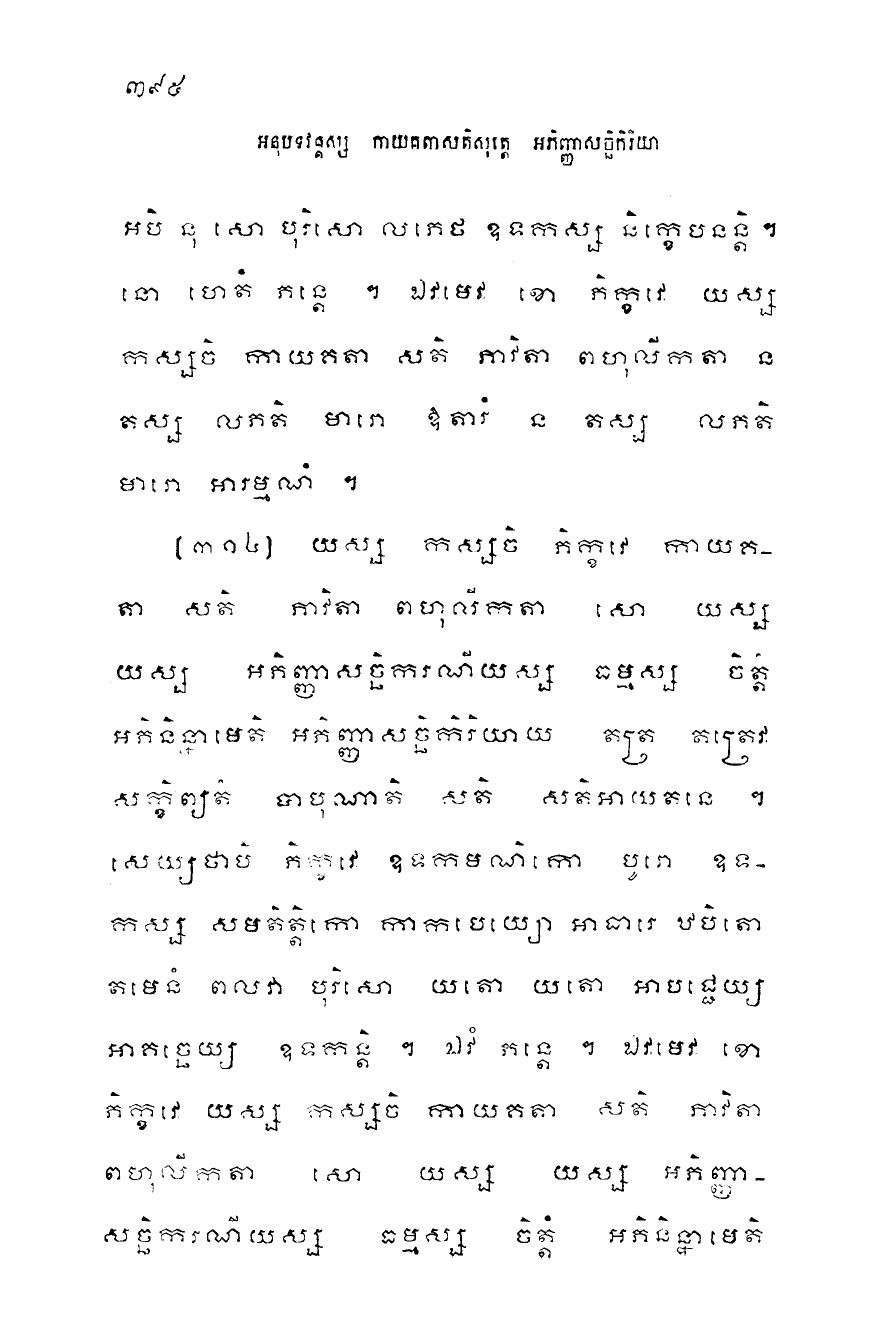 ៣៩៥
អនុបទវគ្គស្ស កាយគតាសតិសុត្តេ អភិញ្ញាសច្ឆិកិរិយា
អបិ នុ សោ បុរិសោ លភេថ ឧទកស្ស និក្ខេបនន្តិ ។
នោ ហេតំ ភន្តេ ។ ឯវមេវ ខោ ភិក្ខវេ យស្ស
កស្សចិ កាយគតា សតិ ភាវិតា ពហុលីកតា ន
តស្ស លភតិ មារោ ឱតារំ ន តស្ស លភតិ
មារោ អារម្មណំ ។
(៣១៤) យស្ស កស្សចិ ភិក្ខវេ កាយគ-
តា សតិ ភាវិតា ពហុលីកតា សោ យស្ស
យស្ស អភិញ្ញាសច្ឆិករណីយស្ស ធម្មស្ស ចិត្តំ
អភិនិន្នាមេតិ អភិញ្ញាសច្ឆិកិរិយាយ តត្រ តត្រេវ
សក្ខិព្យតំ បាបុណាតិ សតិ សតិអាយតនេ ។
សេយ្យថាបិ ភិក្ខវេ ឧទកមណិកោ បូរោ ឧទ-
កស្ស សមតិត្តិកោ កាកបេយ្យោ អាធារេ ឋបិតោ
តមេនំ ពលវា បុរិសោ យតោ យតោ អាបជ្ជេយ្យ
អាគច្ឆេយ្យ ឧទកន្តិ ។ ឯវំ ភន្តេ ។ ឯវមេវ ខោ
ភិក្ខវេ យស្ស កស្សចិ កាយគតា សតិ ភាវិតា
ពហុលីកតា សោ យស្ស យស្ស អភិញ្ញា-
សច្ឆិករណីយស្ស ធម្មស្ស ចិត្តំ អភិនិន្នាមេតិ